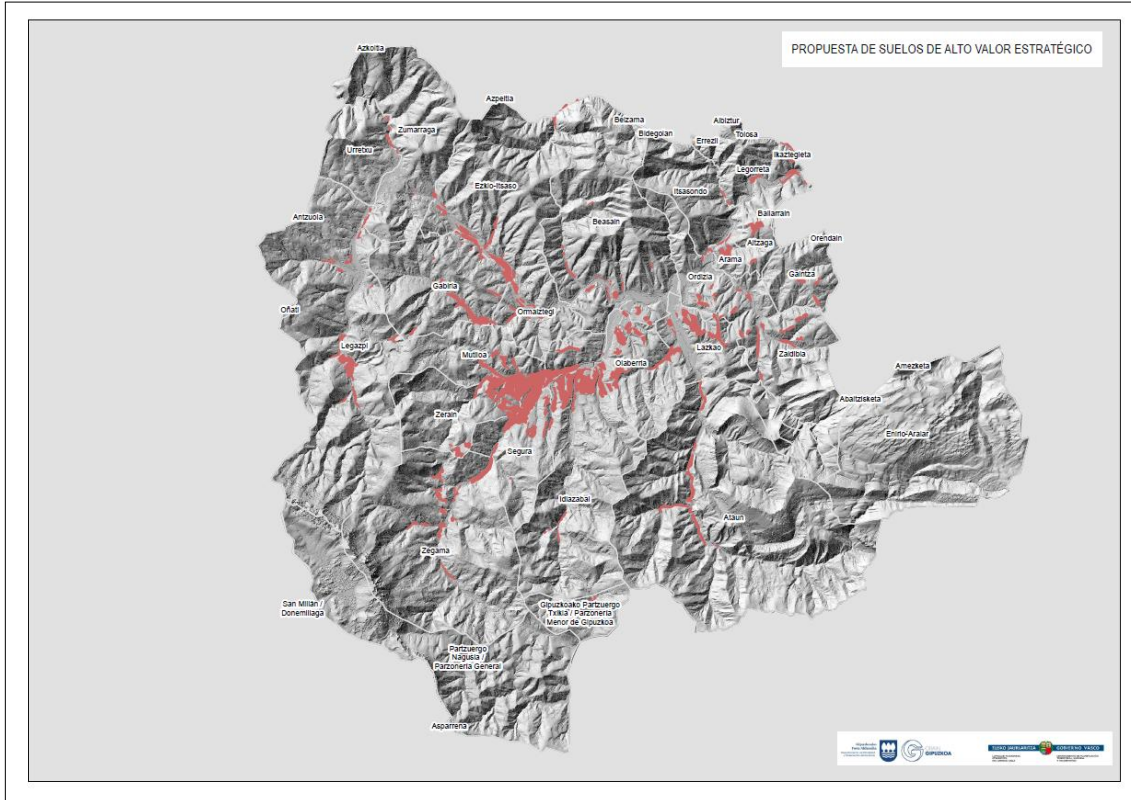 PROPUESTA DE SUELOS DE ALTO VALOR ESTRATÉGICO
Azkoitia
Azpeitia
Beizama
Albiztur
Zumarraga
Bidegoian
Errezil
Tolosa
Urretxu
Ikaztegieta
Legorreta
Ezkio-Itsaso
Itsasondo
Antzuola
Beasain
Baliarrain
Altzaga
Orendain
Arama
Ordizia
Gaintza
Gabiria
Oñati
Ormaiztegi
Legazpi
Lazkao
Mutiloa
Olaberria
Zaldibia
Amezketa
Abaltzisketa
Zerain
Enirio-Aralar
Segura
Idiazabal
Ataun
Zegama
San Millán /
Donemiliaga
Gipuzkoako Partzuergo
Txikia / Parzonería
Menor de Gipuzkoa
Partzuergo
Nagusia /
Parzonería General
Asparrena
GIPUZKOA
EUSKO JAURLARITZA
GOBIERNO VASCO